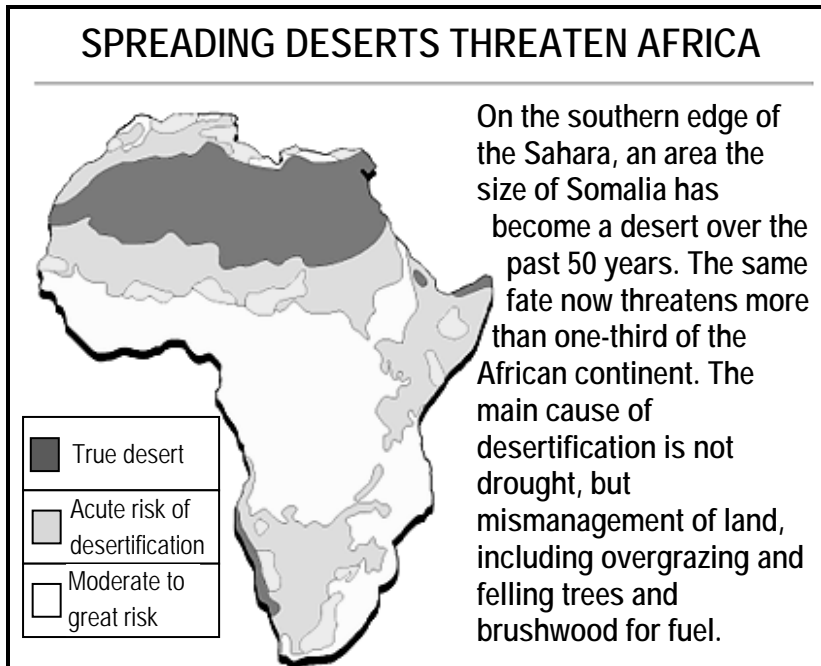 SPREADING DESERTS THREATEN AFRICA
On the southern edge of
the Sahara, an area the
size of Somalia has
become a desert over the
past 50 years. The same
fate now threatens more
than one-third of the
African continent. The
main cause of
desertification is not
drought, but
mismanagement of land,
including overgrazing and
felling trees and
brushwood for fuel.
True desert
Acute risk of
desertification
Moderate to
great risk